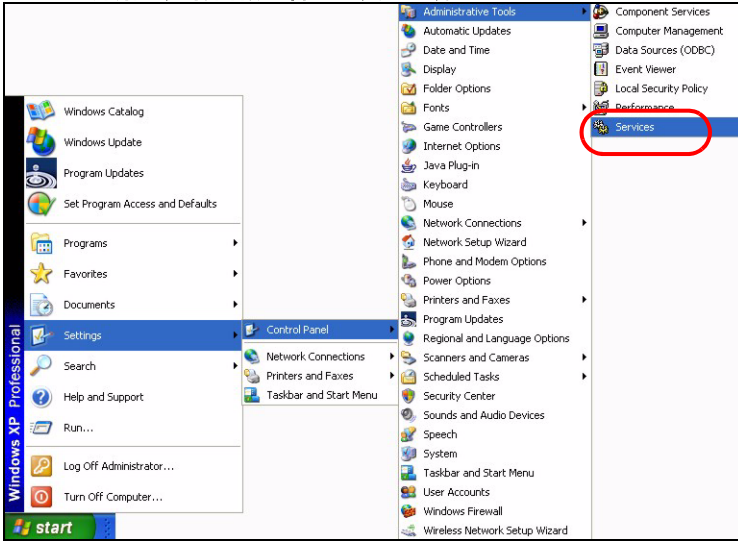 Windows Catalog
Windows Update
Program Updates
Set Program Access and Defaults
Programs
Favorites
Documents
Settings
Search
Help and Support
Run...
Log Off Administrator...
Turn Off Computer...
Windows XP Professional
start
Control Panel
Network Connections
Printers and Faxes
Taskbar and Start Menu
Administrative Tools
Automatic Updates
Date and Time
Display
Folder Options
Fonts
Game Controllers
Internet Options
Java Plug-in
Keyboard
Mouse
Network Connections
Network Setup Wizard
Phone and Modem Options
Power Options
Printers and Faxes
Program Updates
Regional and Language Options
Scanners and Cameras
Scheduled Tasks
Security Center
Sounds and Audio Devices
Speech
System
Taskbar and Start Menu
User Accounts
Windows Firewall
Wireless Network Setup Wizard
Component Services
Computer Management
Data Sources (ODBC)
Event Viewer
Local Security Policy
Performance
Services